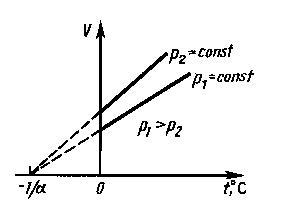 V
p₂=const
p₁=const
p₁>p₂
-1/α
0
t,°C